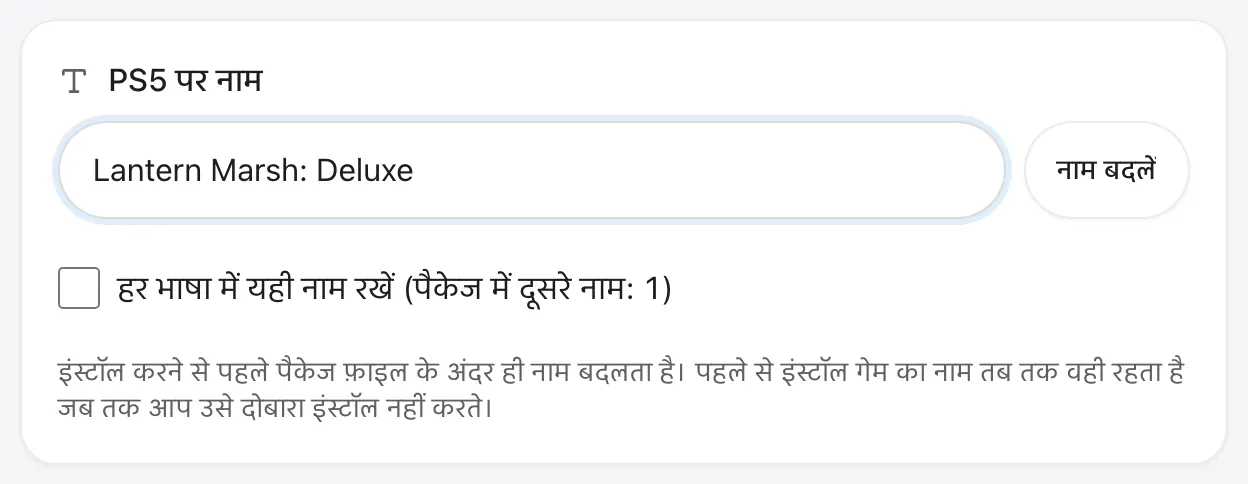 PS5 पर नाम
Lantern Marsh: Deluxe
नाम बदलें
हर भाषा में यही नाम रखें (पैकेज में दूसरे नाम: 1)
इंस्टॉल करने से पहले पैकेज फ़ाइल के अंदर ही नाम बदलता है। पहले से इंस्टॉल गेम का नाम तब तक वही रहता है
जब तक आप उसे दोबारा इंस्टॉल नहीं करते।